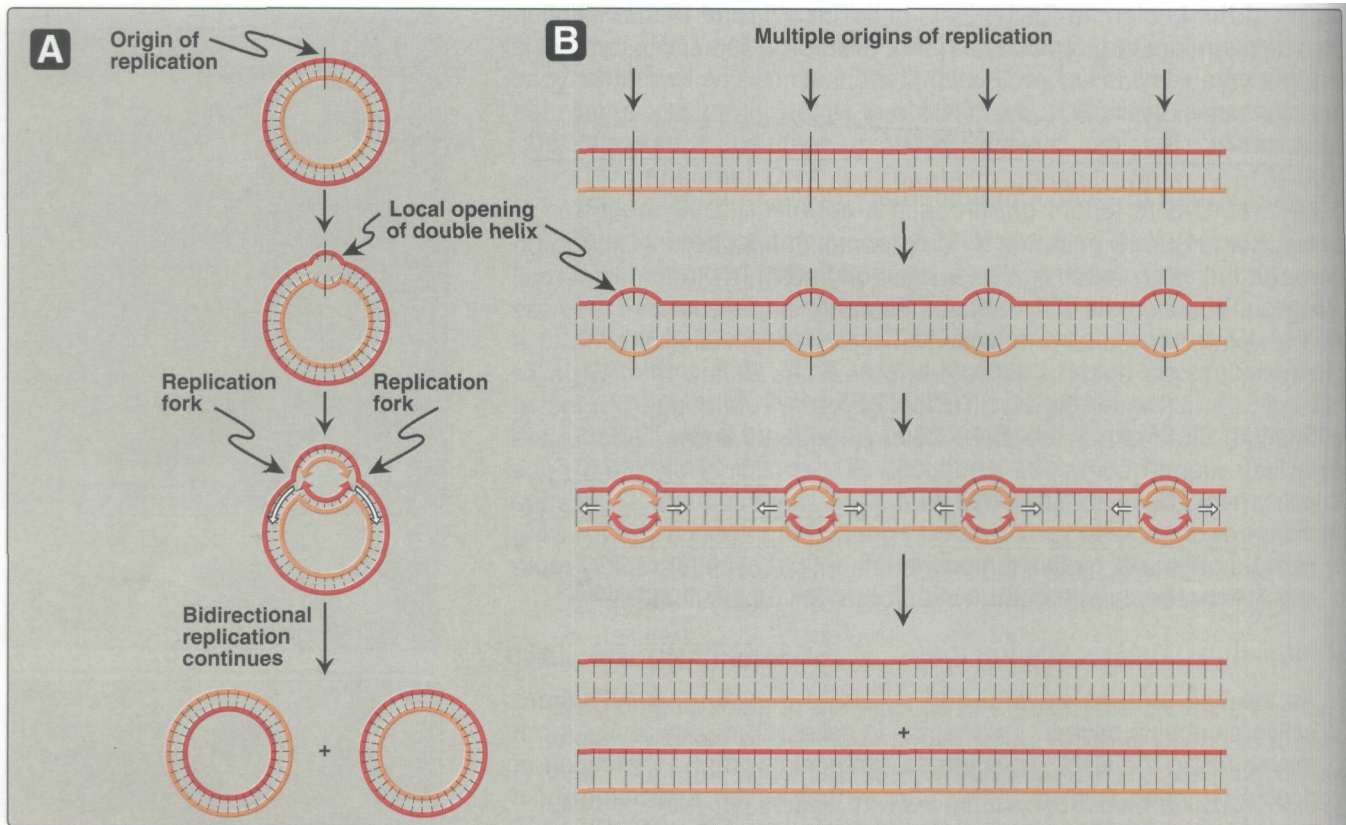 A
Origin of
replication
Local opening
of double helix
Replication
fork
Replication
fork
Bidirectional
replication
continues
+
B
Multiple origins of replication
+